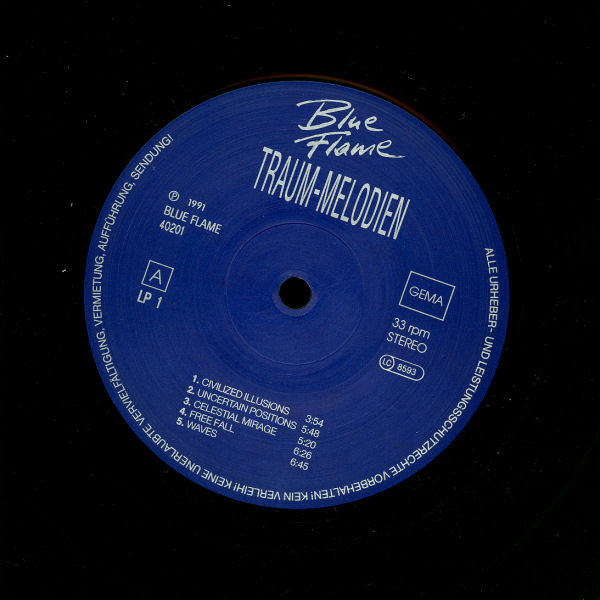 Blue
Flame
TRAUM-MELODIEN
℗ 1991
BLUE FLAME
40201
A
LP 1
GEMA
33 rpm
STEREO
LC 8593
1. CIVILIZED ILLUSIONS 3:54
2. UNCERTAIN POSITIONS 5:48
3. CELESTIAL MIRAGE 5:20
4. FREE FALL 6:26
5. WAVES 6:45
ALLE URHEBER- UND LEISTUNGSSCHUTZRECHTE VORBEHALTEN! KEIN VERLEIH! KEINE UNERLAUBTE VERVIELFÄLTIGUNG, VERMIETUNG, AUFFÜHRUNG, SENDUNG!